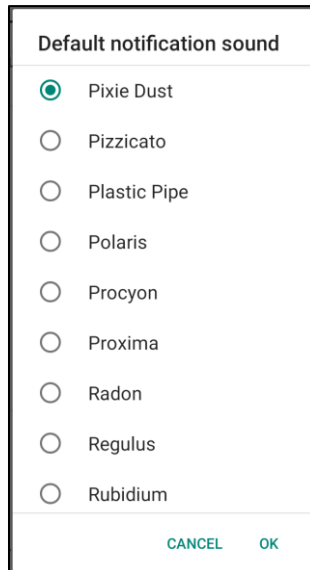 Default notification sound
Pixie Dust
Pizzicato
Plastic Pipe
Polaris
Procyon
Proxima
Radon
Regulus
Rubidium
CANCEL OK